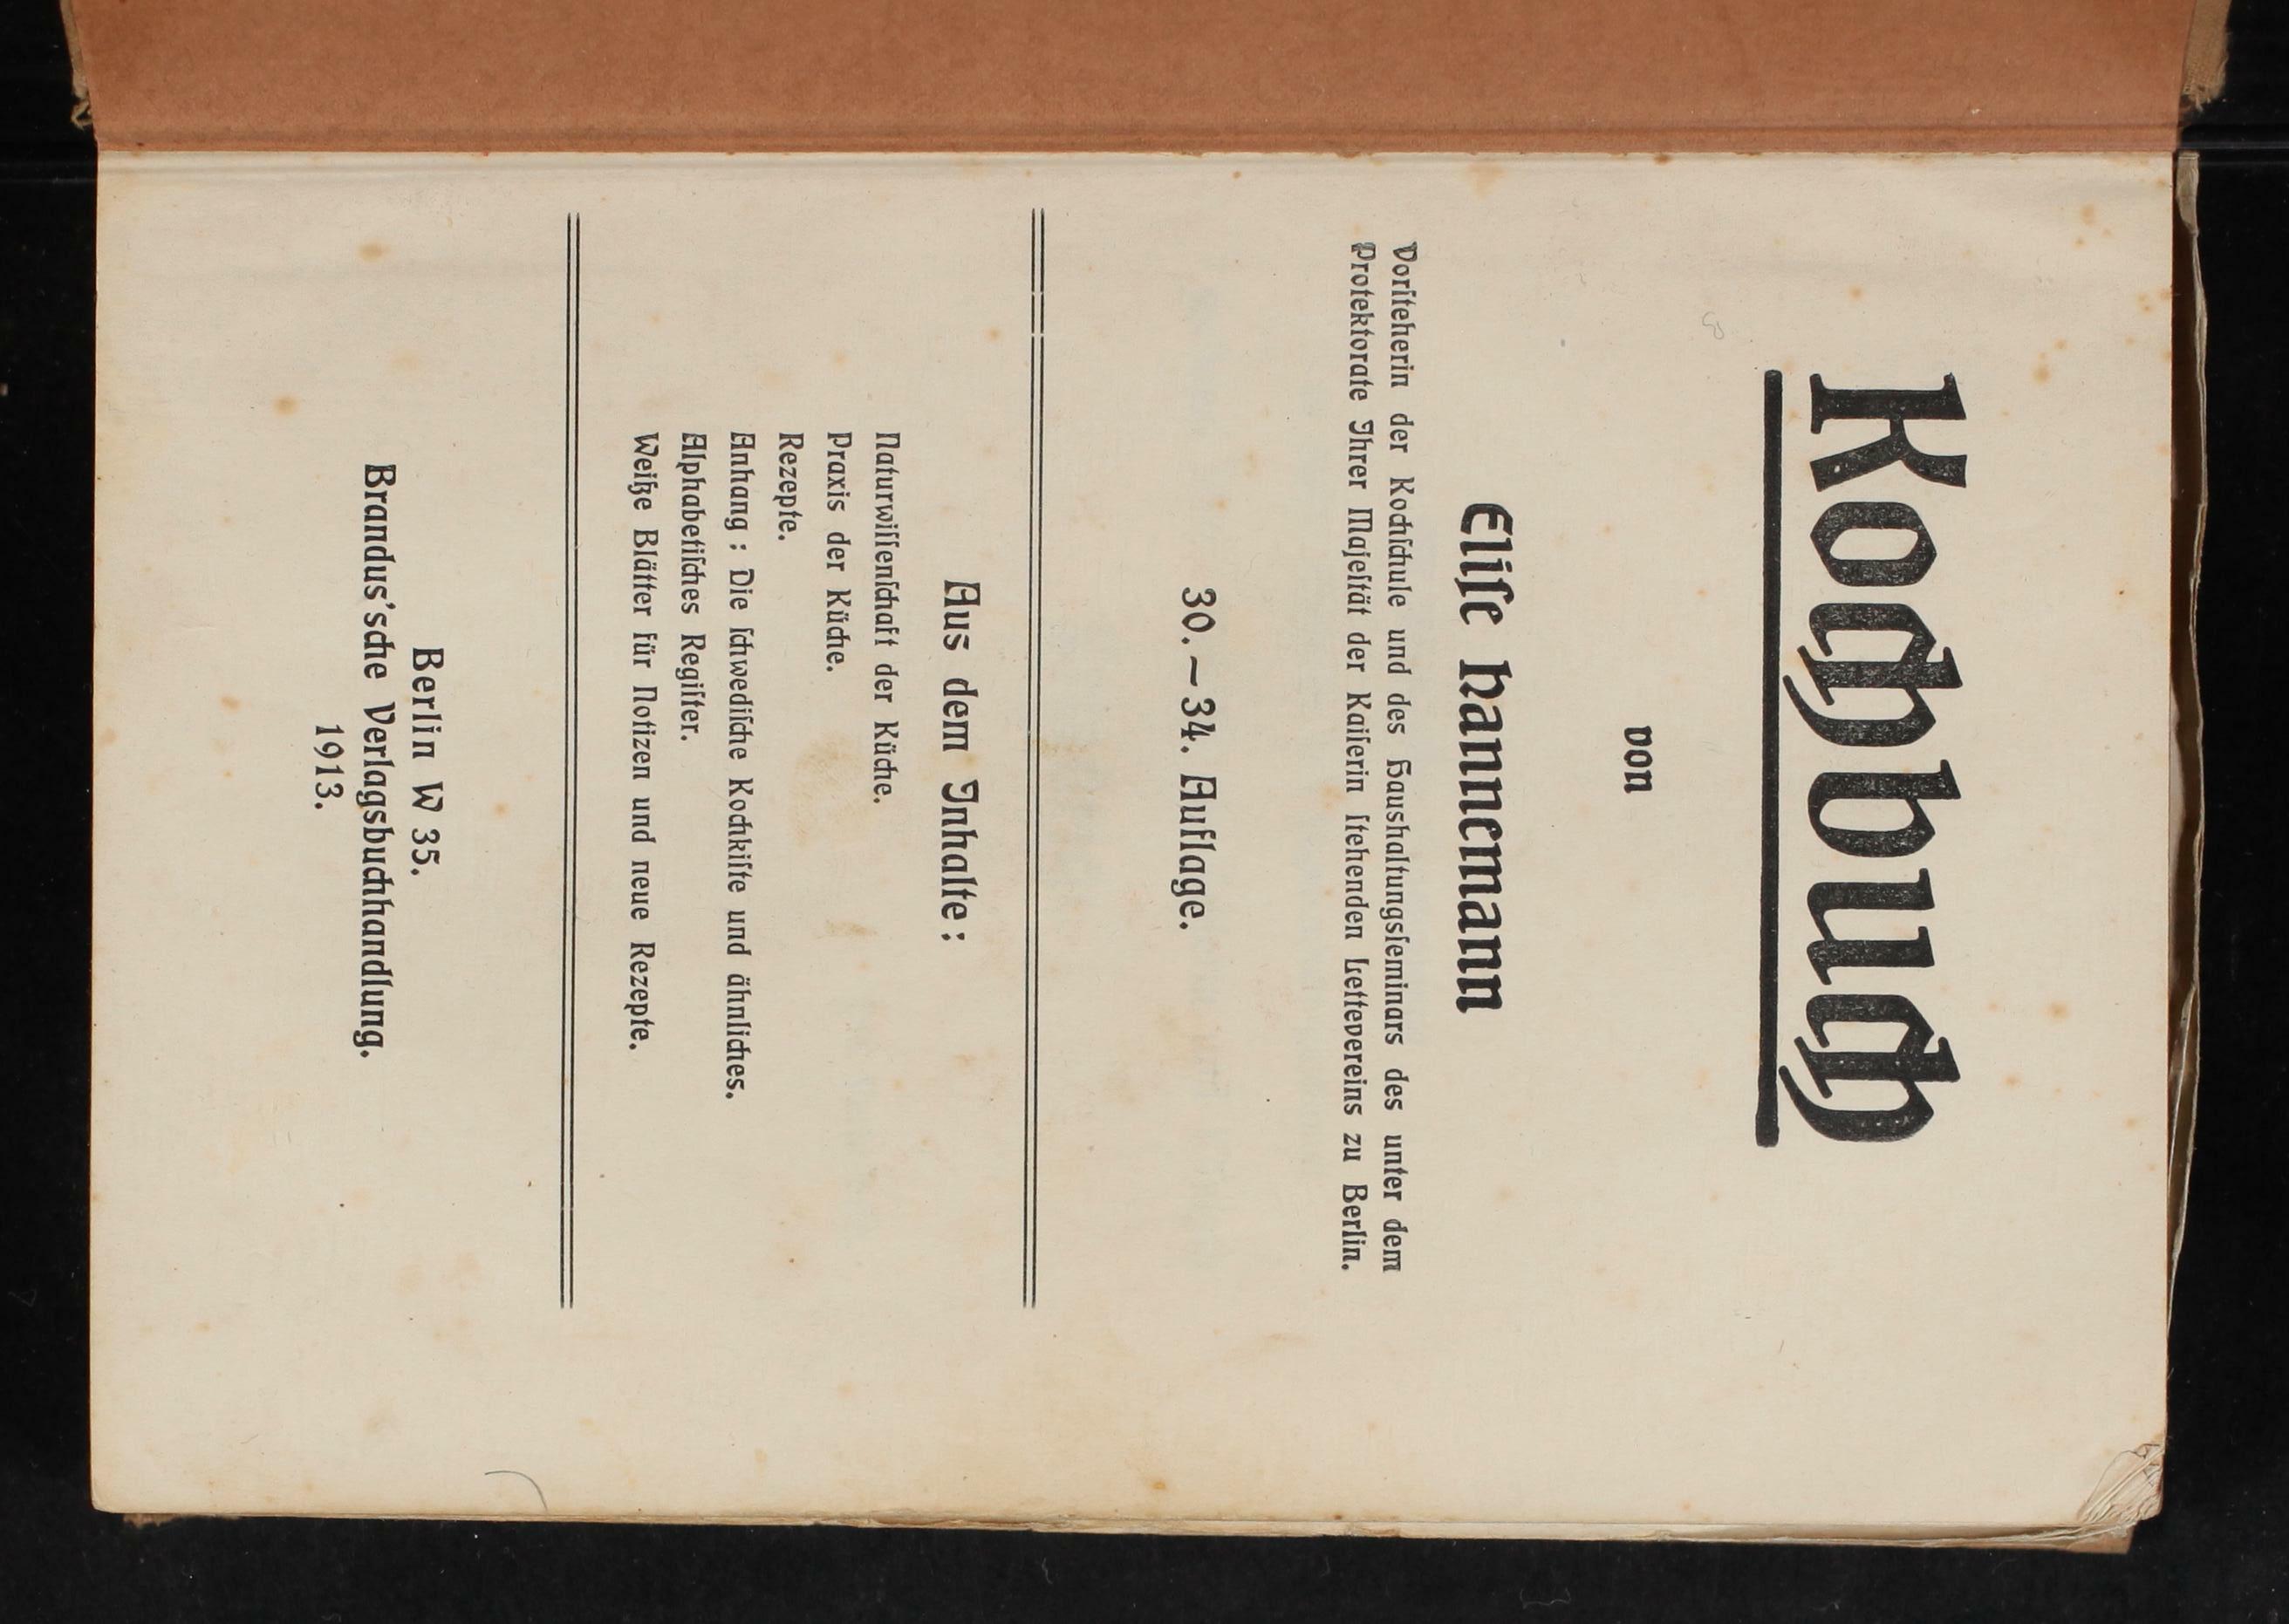 Kochbuch
von
Eliſe Hannemann
Vorſteherin der Kochſchule und des Haushaltungsſeminars des unter dem
Protektorate Ihrer Majeſtät der Kaiſerin ſtehenden Lettevereins zu Berlin.
30.—34. Auflage.
Aus dem Inhalte:
Naturwiſſenſchaft der Küche.
Praxis der Küche.
Rezepte.
Anhang: Die ſchwediſche Kochkiſte und ähnliches.
Alphabetiſches Regiſter.
Weiße Blätter für Notizen und neue Rezepte.
Berlin W 35.
Brandus'sche Verlagsbuchhandlung.
1913.